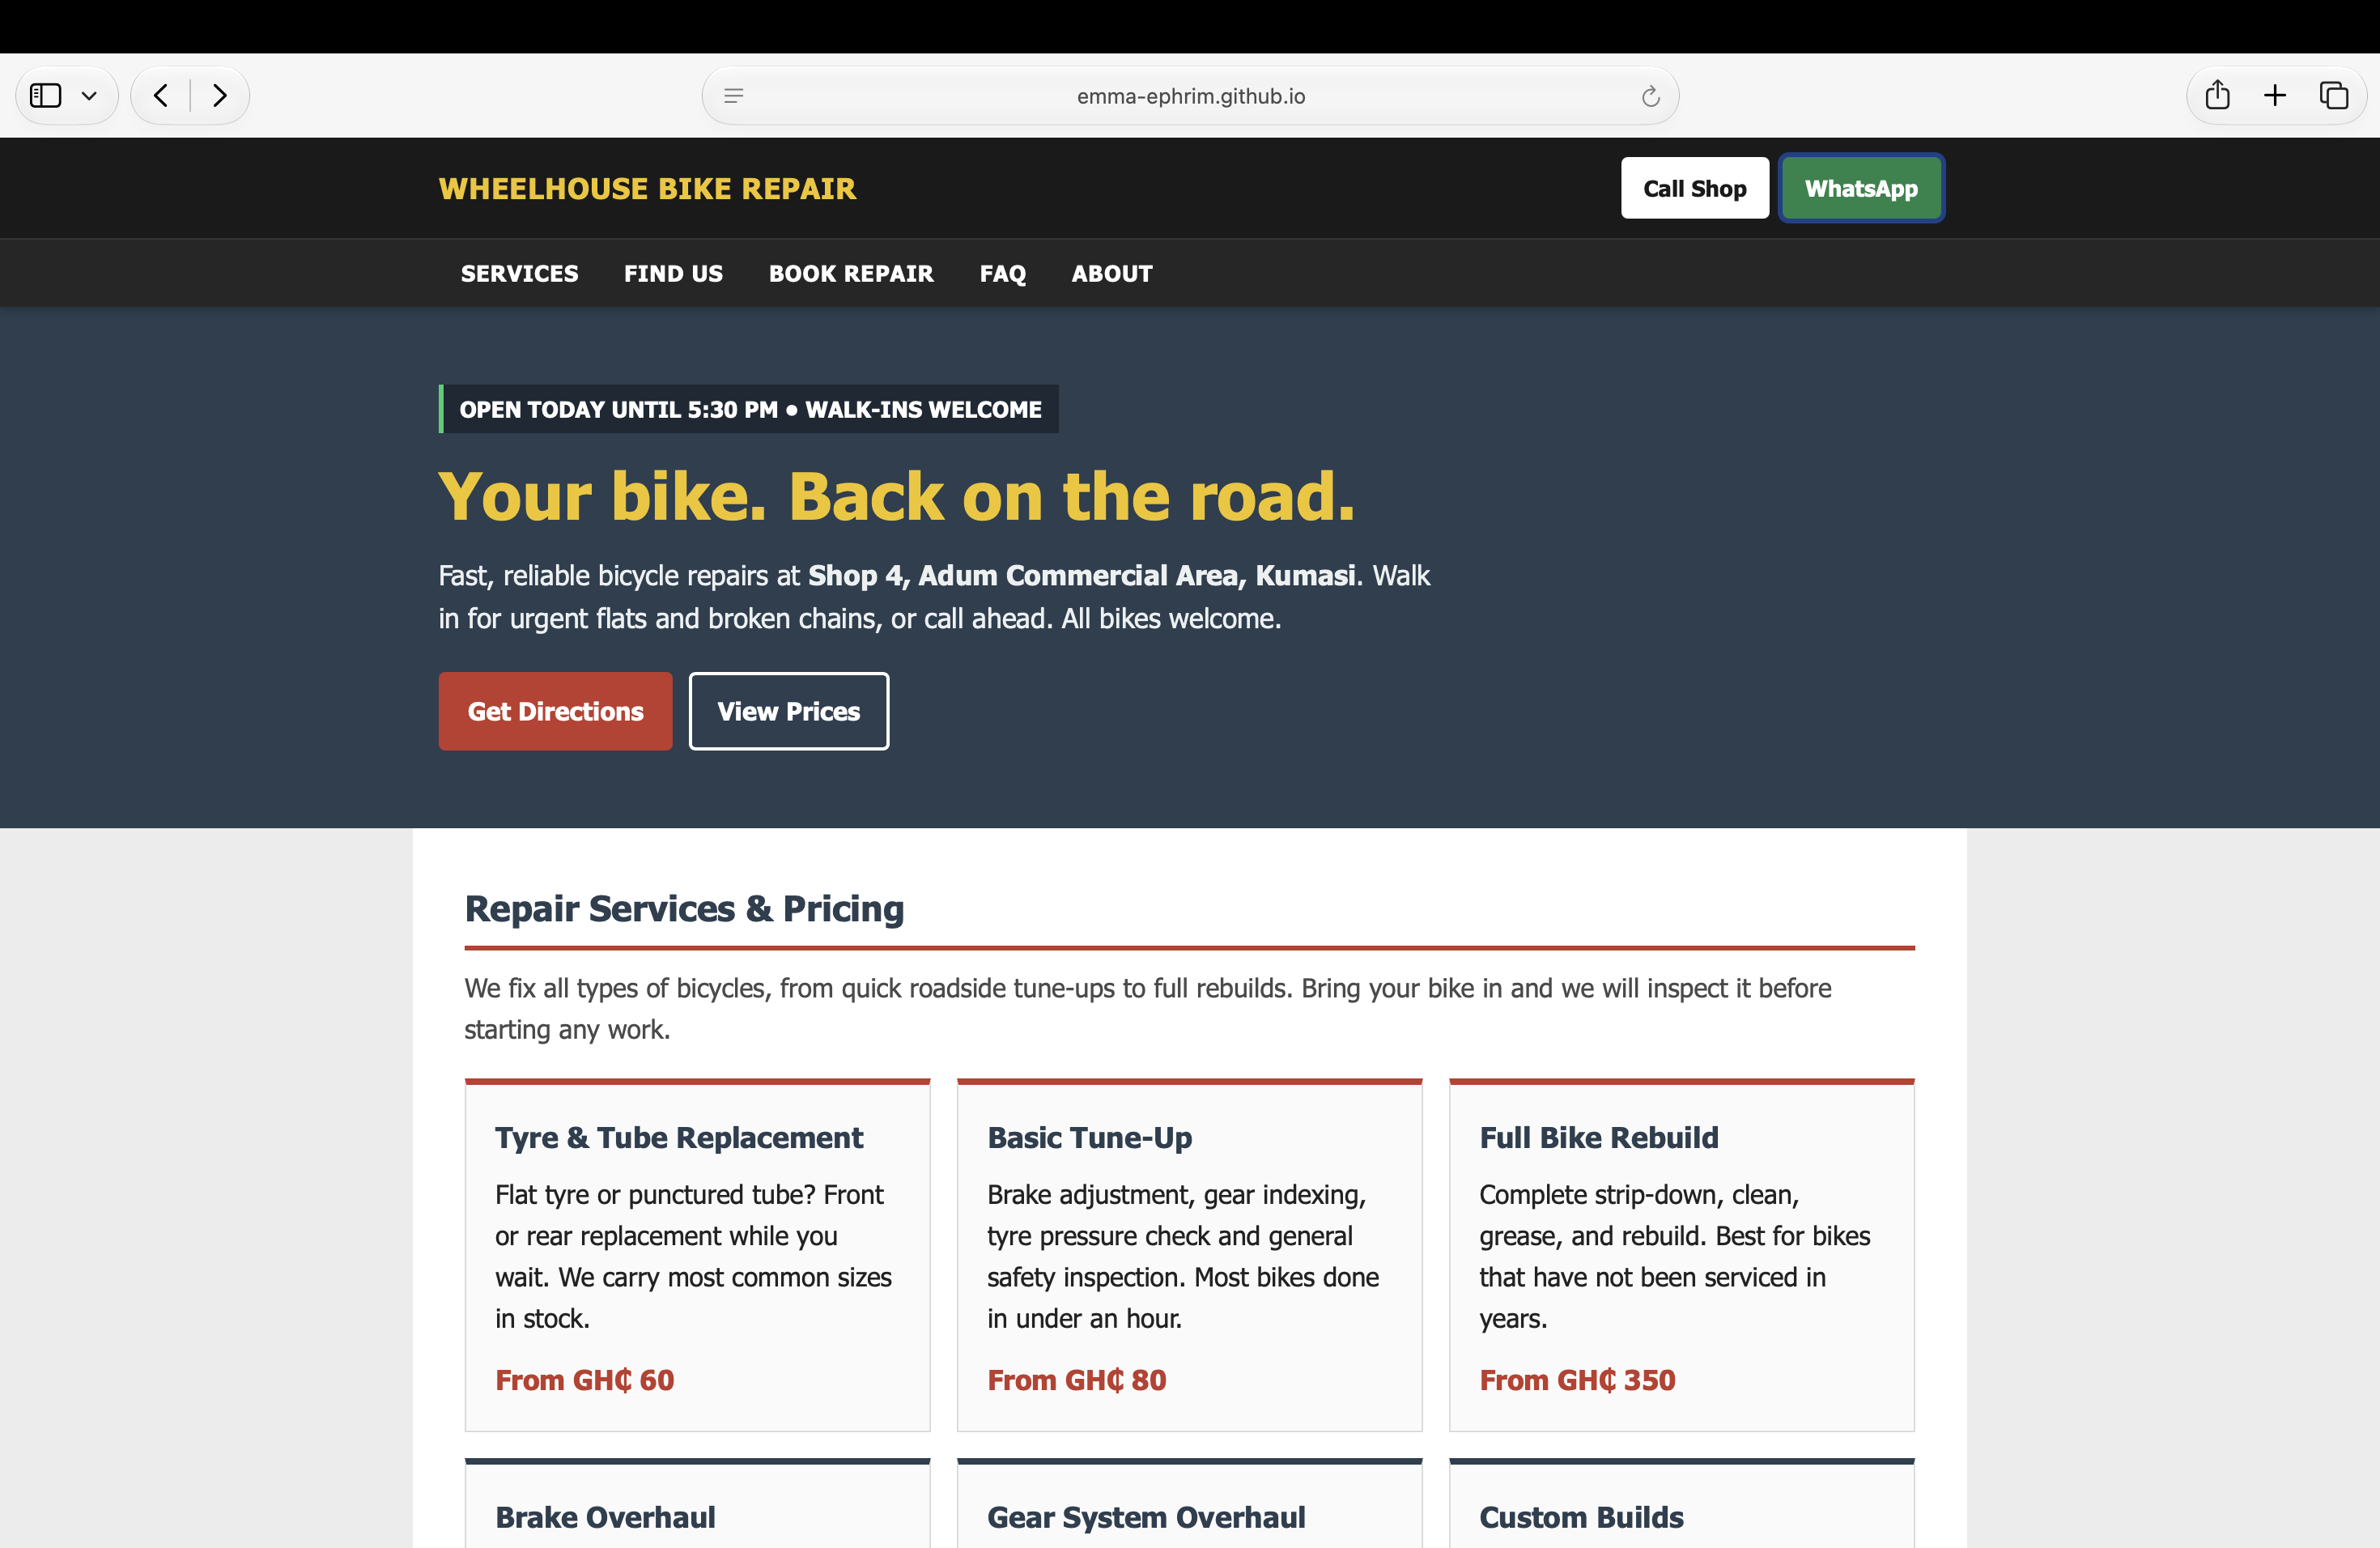 emma-ephrim.github.io
WHEELHOUSE BIKE REPAIR
Call Shop
WhatsApp
SERVICES
FIND US
BOOK REPAIR
FAQ
ABOUT
OPEN TODAY UNTIL 5:30 PM • WALK-INS WELCOME
Your bike. Back on the road.
Fast, reliable bicycle repairs at Shop 4, Adum Commercial Area, Kumasi. Walk
in for urgent flats and broken chains, or call ahead. All bikes welcome.
Get Directions
View Prices
Repair Services & Pricing
We fix all types of bicycles, from quick roadside tune-ups to full rebuilds. Bring your bike in and we will inspect it before
starting any work.
Tyre & Tube Replacement
Flat tyre or punctured tube? Front
or rear replacement while you
wait. We carry most common sizes
in stock.
From GH₵ 60
Basic Tune-Up
Brake adjustment, gear indexing,
tyre pressure check and general
safety inspection. Most bikes done
in under an hour.
From GH₵ 80
Full Bike Rebuild
Complete strip-down, clean,
grease, and rebuild. Best for bikes
that have not been serviced in
years.
From GH₵ 350
Brake Overhaul
Gear System Overhaul
Custom Builds